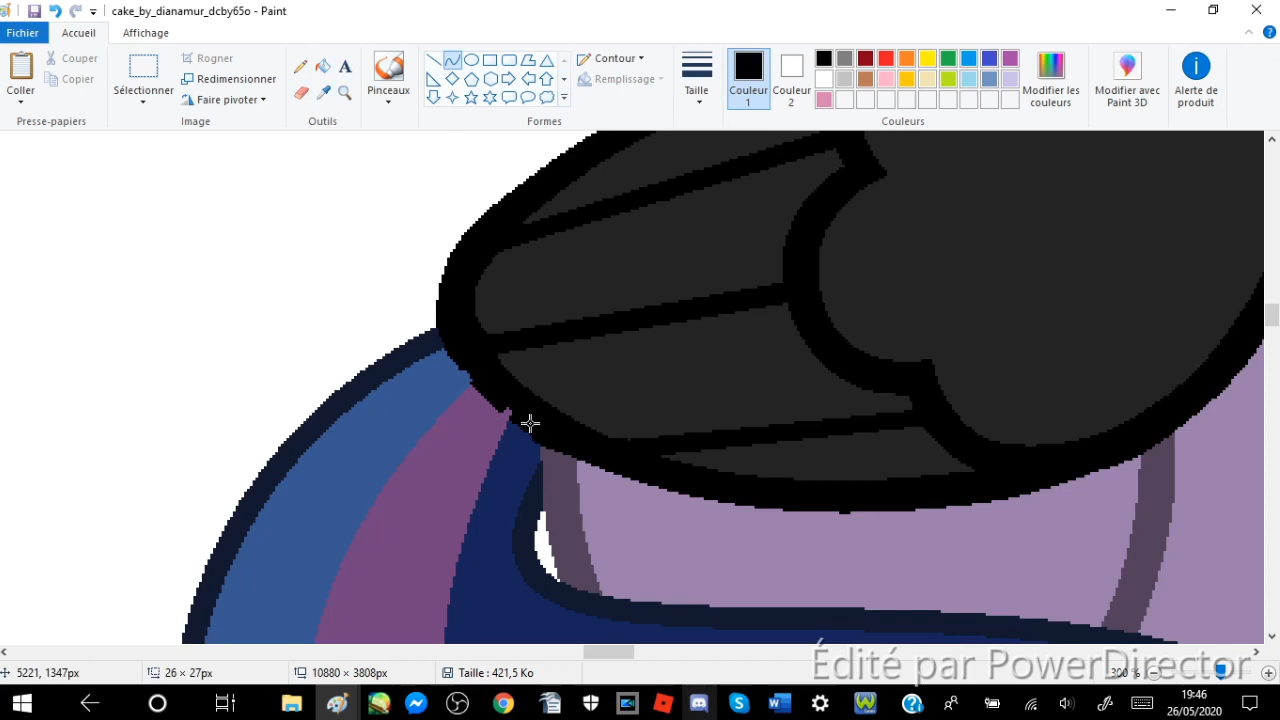 cake_by_dianamur_dcby65o - Paint
Fichier Accueil Affichage
Coller Couper Copier Sélectionner Rogner Redimensionner Faire pivoter Pinceaux Contour Remplissage Taille Couleur 1 Couleur 2 Modifier les couleurs Modifier avec Paint 3D Alerte de produit
Presse-papiers Image Outils Formes Couleurs
5221, 1347px 26 × 27px 10880 × 3808px Taille : 421,5 Ko 300 %
Édité par PowerDirector
19:46
26/05/2020